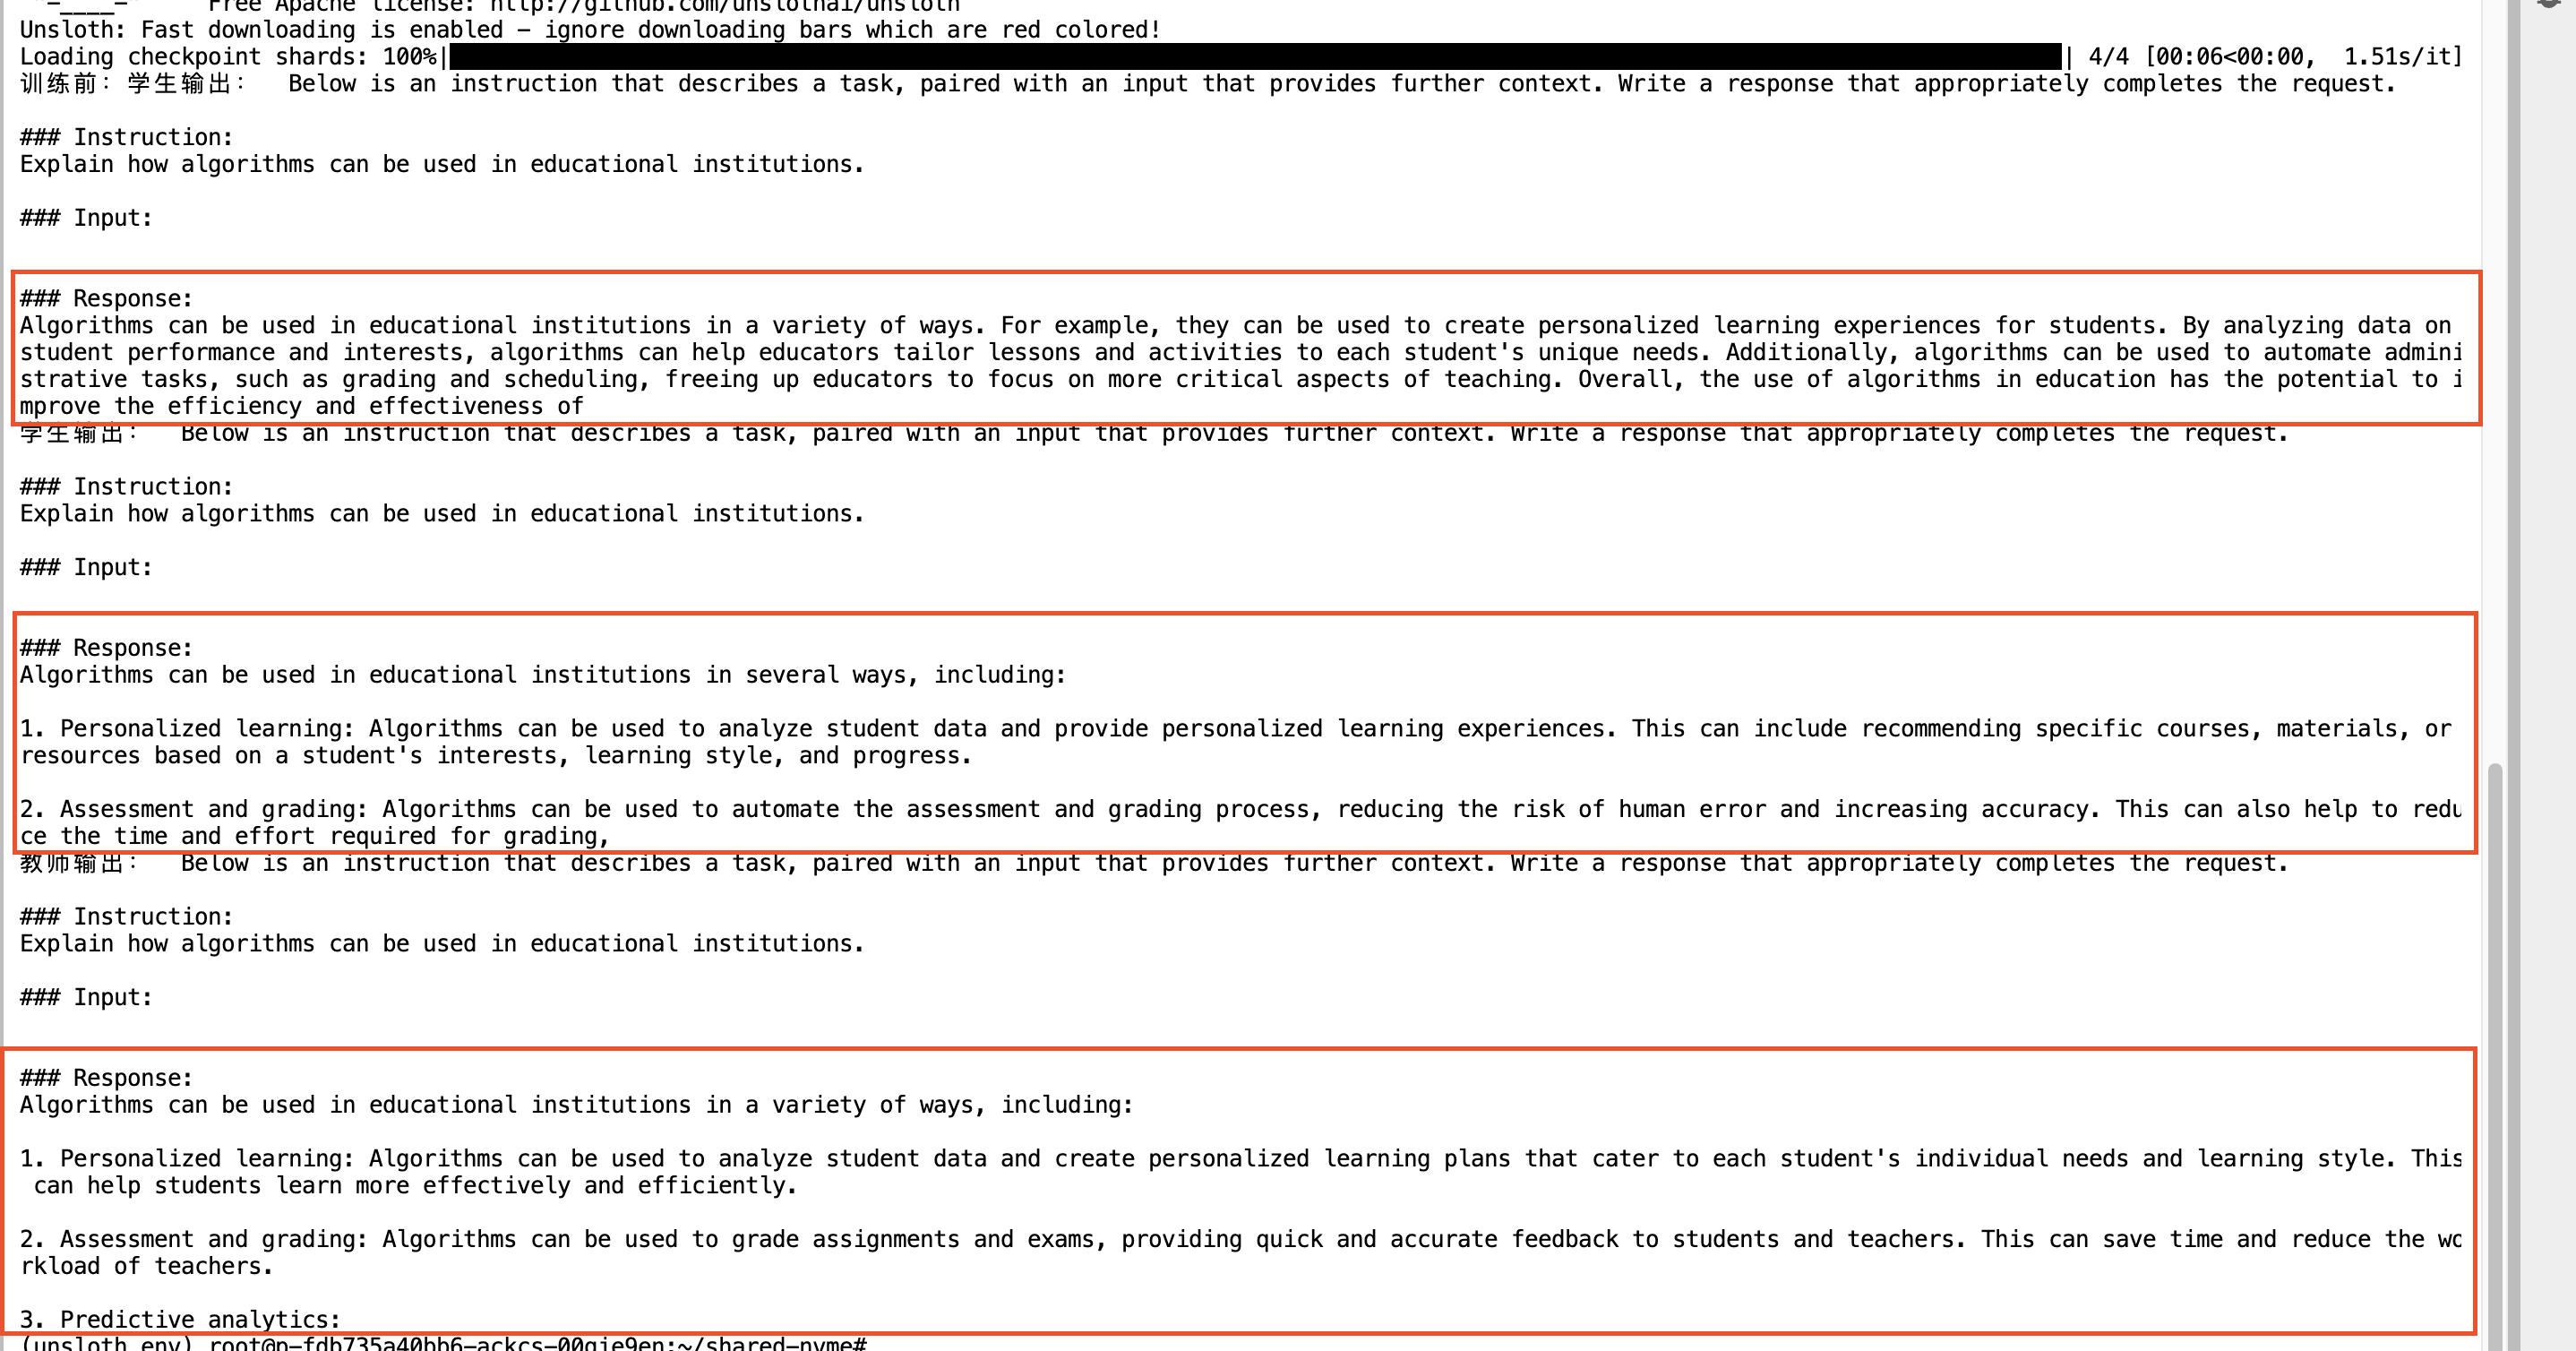 "-____-"     Free Apache license: http://github.com/unslothai/unsloth
Unsloth: Fast downloading is enabled - ignore downloading bars which are red colored!
Loading checkpoint shards: 100%| | 4/4 [00:06<00:00,  1.51s/it]
训练前：学生输出：  Below is an instruction that describes a task, paired with an input that provides further context. Write a response that appropriately completes the request.
### Instruction:
Explain how algorithms can be used in educational institutions.
### Input:
### Response:
Algorithms can be used in educational institutions in a variety of ways. For example, they can be used to create personalized learning experiences for students. By analyzing data on
student performance and interests, algorithms can help educators tailor lessons and activities to each student's unique needs. Additionally, algorithms can be used to automate admini
strative tasks, such as grading and scheduling, freeing up educators to focus on more critical aspects of teaching. Overall, the use of algorithms in education has the potential to i
mprove the efficiency and effectiveness of
学生输出：  Below is an instruction that describes a task, paired with an input that provides further context. Write a response that appropriately completes the request.
### Instruction:
Explain how algorithms can be used in educational institutions.
### Input:
### Response:
Algorithms can be used in educational institutions in several ways, including:
1. Personalized learning: Algorithms can be used to analyze student data and provide personalized learning experiences. This can include recommending specific courses, materials, or
resources based on a student's interests, learning style, and progress.
2. Assessment and grading: Algorithms can be used to automate the assessment and grading process, reducing the risk of human error and increasing accuracy. This can also help to redu
ce the time and effort required for grading,
教师输出：  Below is an instruction that describes a task, paired with an input that provides further context. Write a response that appropriately completes the request.
### Instruction:
Explain how algorithms can be used in educational institutions.
### Input:
### Response:
Algorithms can be used in educational institutions in a variety of ways, including:
1. Personalized learning: Algorithms can be used to analyze student data and create personalized learning plans that cater to each student's individual needs and learning style. This
 can help students learn more effectively and efficiently.
2. Assessment and grading: Algorithms can be used to grade assignments and exams, providing quick and accurate feedback to students and teachers. This can save time and reduce the wo
rkload of teachers.
3. Predictive analytics:
(unsloth_env) root@p-fdb735a40bb6-ackcs-00gie9en:~/shared-nvme#